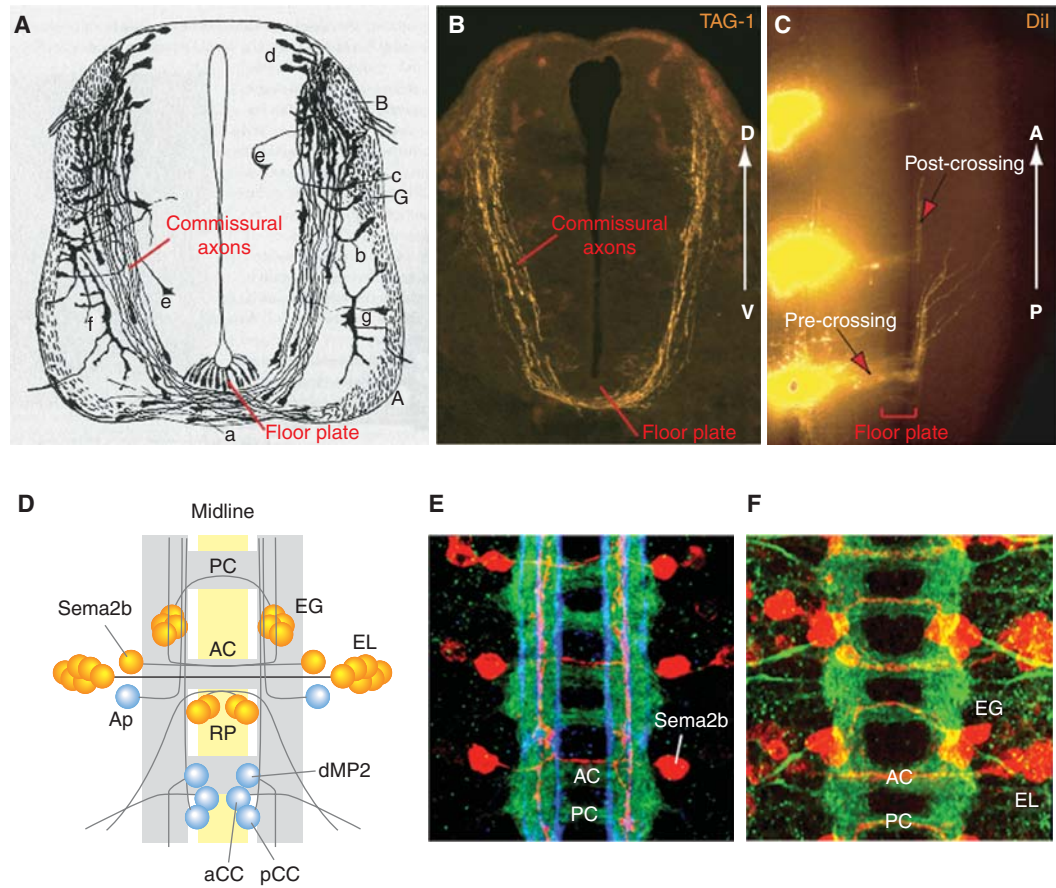 A
d
B
e
c
G
Commissural
axons
b
e
f
g
A
a
Floor plate
B
TAG-1
D
Commissural
axons
V
Floor plate
C
DiI
A
Post-crossing
P
Pre-crossing
Floor plate
D
Midline
PC
Sema2b
EG
AC
EL
Ap
RP
dMP2
aCC
pCC
E
Sema2b
AC
PC
F
EG
AC
EL
PC